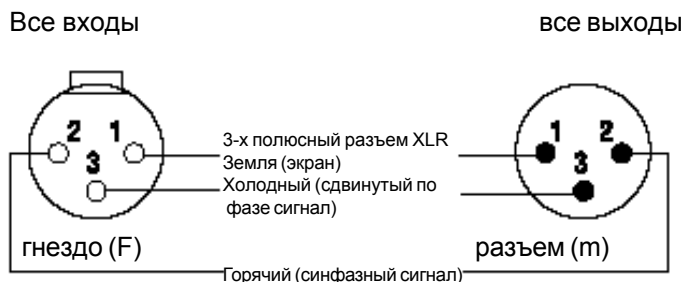 Все входы
все выходы
2 1
3
1 2
3
3-х полюсный разъем XLR
Земля (экран)
Холодный (сдвинутый по
фазе сигнал)
гнездо (F)
разъем (m)
Горячий (синфазный сигнал)